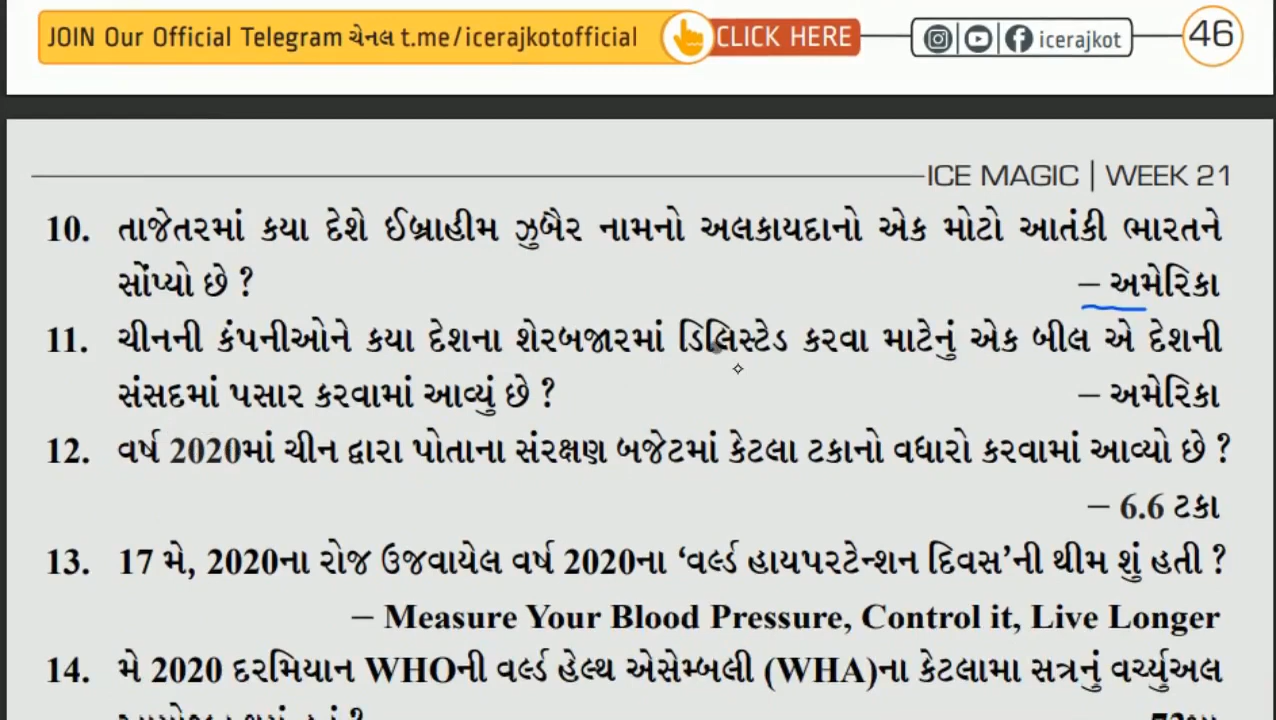 JOIN Our Official Telegram ચેનલ t.me/icerajkotofficial CLICK HERE icerajkot 46
ICE MAGIC | WEEK 21
10. તાજેતરમાં કયા દેશે ઈબ્રાહીમ ઝુબૈર નામનો અલકાયદાનો એક મોટો આતંકી ભારતને
સોંપ્યો છે ? – અમેરિકા
11. ચીનની કંપનીઓને કયા દેશના શેરબજારમાં ડિલિસ્ટેડ કરવા માટેનું એક બીલ એ દેશની
સંસદમાં પસાર કરવામાં આવ્યું છે ? – અમેરિકા
12. વર્ષ 2020માં ચીન દ્વારા પોતાના સંરક્ષણ બજેટમાં કેટલા ટકાનો વધારો કરવામાં આવ્યો છે ?
– 6.6 ટકા
13. 17 મે, 2020ના રોજ ઉજવાયેલ વર્ષ 2020ના ‘વર્લ્ડ હાયપરટેન્શન દિવસ’ની થીમ શું હતી ?
– Measure Your Blood Pressure, Control it, Live Longer
14. મે 2020 દરમિયાન WHOની વર્લ્ડ હેલ્થ એસેમ્બલી (WHA)ના કેટલામા સત્રનું વર્ચ્યુઅલ